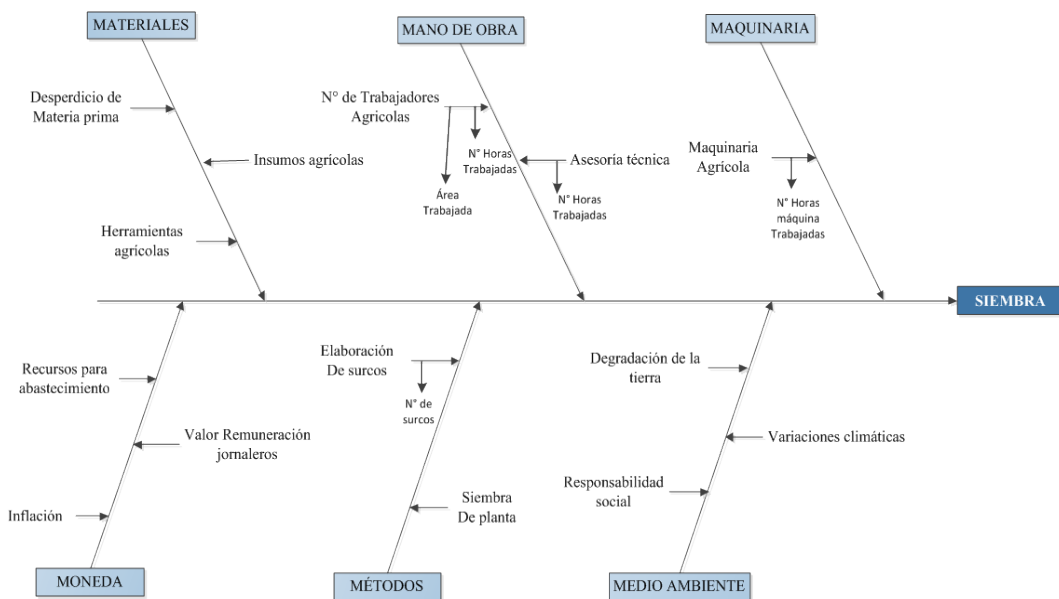 MATERIALES
MANO DE OBRA
MAQUINARIA
Desperdicio de
Materia prima
Insumos agrícolas
Herramientas
agrícolas
N° de Trabajadores
Agricolas
N° Horas
Trabajadas
Área
Trabajada
Asesoría técnica
N° Horas
Trabajadas
Maquinaria
Agrícola
N° Horas
máquina
Trabajadas
SIEMBRA
Recursos para
abastecimiento
Valor Remuneración
jornaleros
Inflación
Elaboración
De surcos
N° de
surcos
Siembra
De planta
Degradación de la
tierra
Variaciones climáticas
Responsabilidad
social
MONEDA
MÉTODOS
MEDIO AMBIENTE